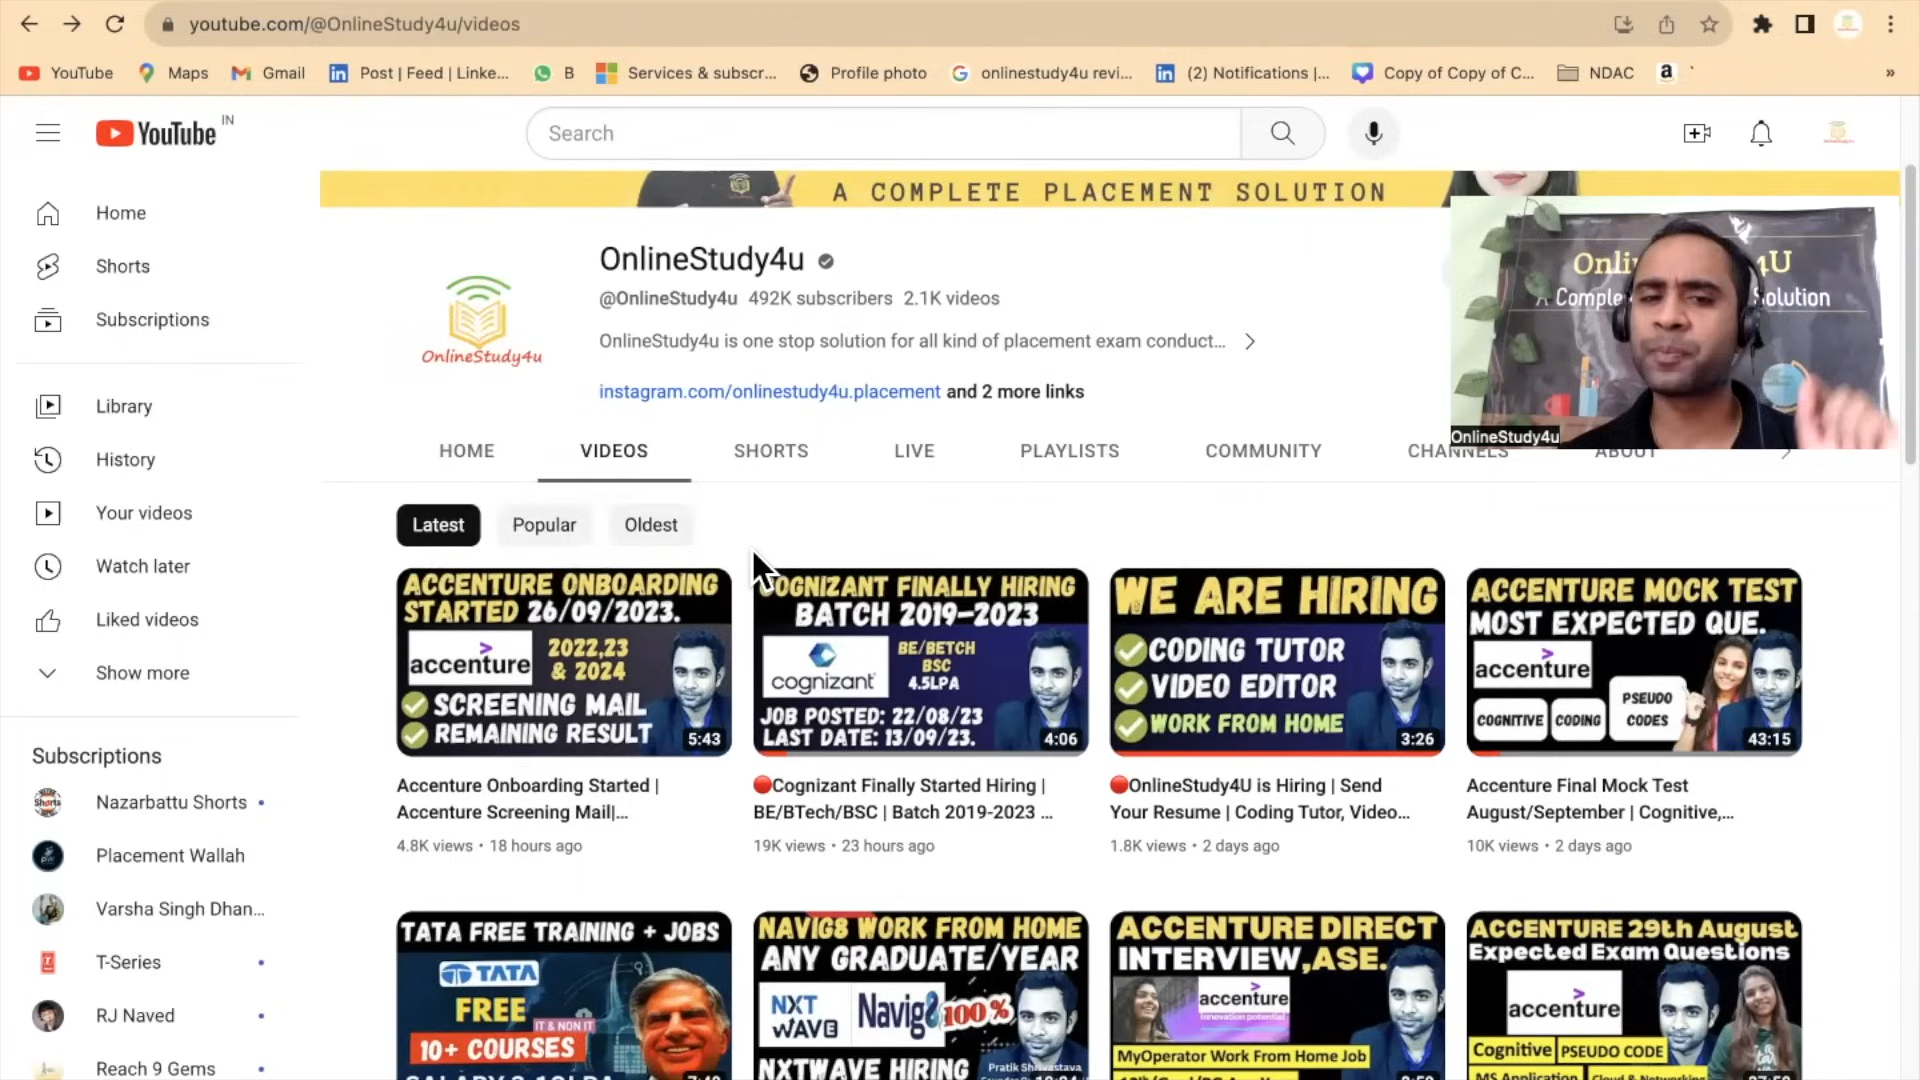 youtube.com/@OnlineStudy4u/videos
YouTube
Maps
Gmail
Post | Feed | Linke...
B
Services & subscr...
Profile photo
onlinestudy4u revi...
(2) Notifications |...
Copy of Copy of C...
NDAC
»
YouTube IN
Search
Home
Shorts
Subscriptions
Library
History
Your videos
Watch later
Liked videos
Show more
Subscriptions
Nazarbattu Shorts
Placement Wallah
Varsha Singh Dhan...
T-Series
RJ Naved
Reach 9 Gems
A COMPLETE PLACEMENT SOLUTION
OnlineStudy4u
OnlineStudy4u
@OnlineStudy4u 492K subscribers 2.1K videos
OnlineStudy4u is one stop solution for all kind of placement exam conduct...
instagram.com/onlinestudy4u.placement and 2 more links
4U
Solution
OnlineStudy4u
HOME
VIDEOS
SHORTS
LIVE
PLAYLISTS
COMMUNITY
CHANNELS
ABOUT
Latest
Popular
Oldest
ACCENTURE ONBOARDING
STARTED 26/09/2023.
accenture
2022,23
& 2024
SCREENING MAIL
REMAINING RESULT
5:43
Accenture Onboarding Started |
Accenture Screening Mail|...
4.8K views • 18 hours ago
COGNIZANT FINALLY HIRING
BATCH 2019-2023
cognizant
BE/BETCH
BSC
4.5LPA
JOB POSTED: 22/08/23
LAST DATE: 13/09/23.
4:06
🔴Cognizant Finally Started Hiring |
BE/BTech/BSC | Batch 2019-2023 ...
19K views • 23 hours ago
WE ARE HIRING
CODING TUTOR
VIDEO EDITOR
WORK FROM HOME
3:26
🔴OnlineStudy4U is Hiring | Send
Your Resume | Coding Tutor, Video...
1.8K views • 2 days ago
ACCENTURE MOCK TEST
MOST EXPECTED QUE.
accenture
COGNITIVE
CODING
PSEUDO
CODES
43:15
Accenture Final Mock Test
August/September | Cognitive,...
10K views • 2 days ago
TATA FREE TRAINING + JOBS
TATA
FREE
IT & NON IT
10+ COURSES
NAVIG8 WORK FROM HOME
ANY GRADUATE/YEAR
NXT
WAVE
Navig8
100%
NXTWAVE HIRING
Pratik Shrivastava
ACCENTURE DIRECT
INTERVIEW,ASE.
accenture
MyOperator Work From Home Job
ACCENTURE 29th August
Expected Exam Questions
accenture
Cognitive
PSEUDO CODE